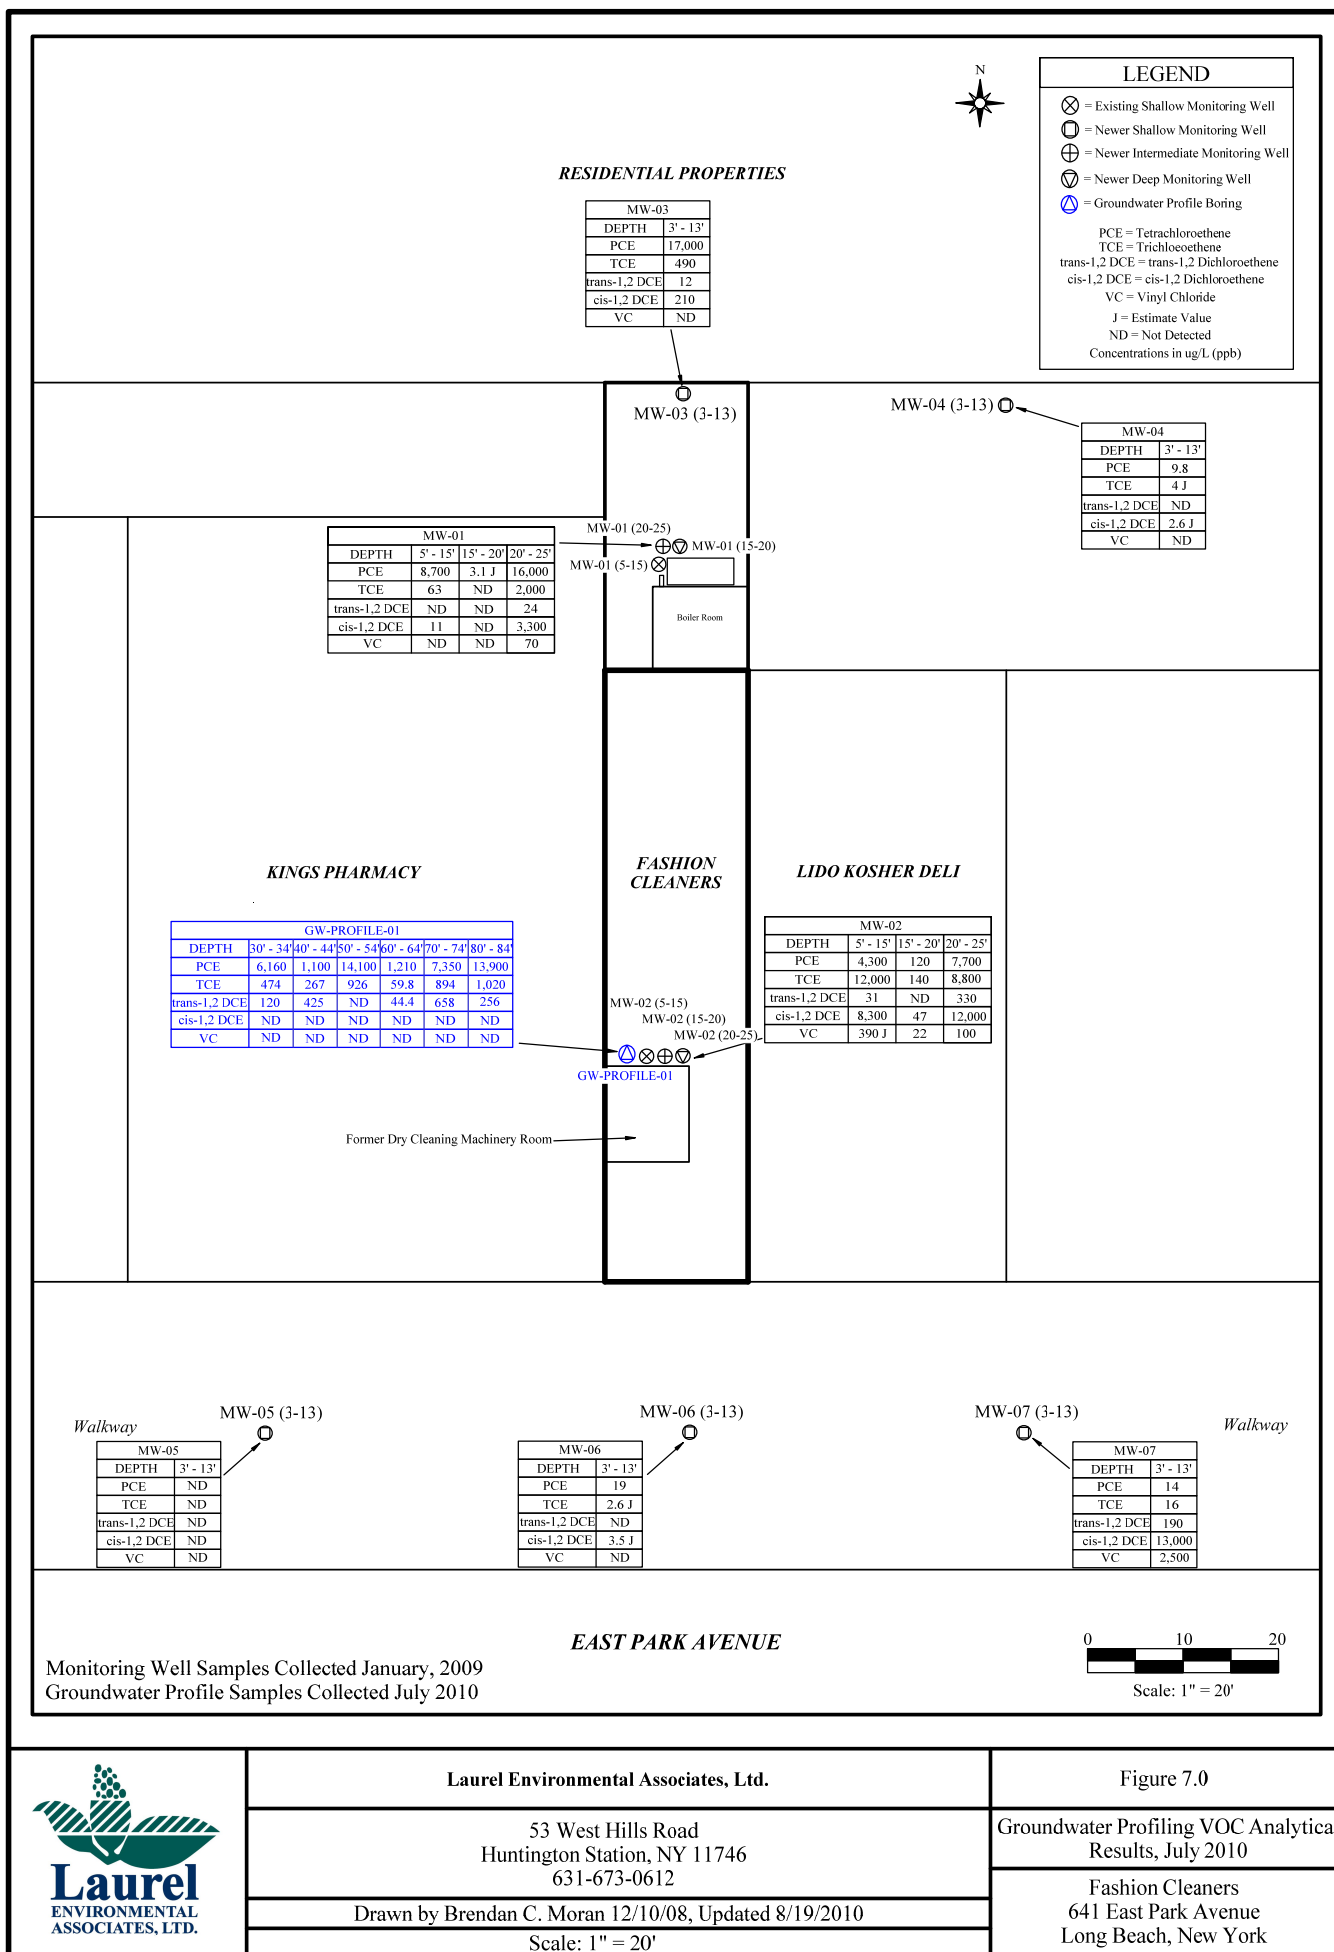 N
LEGEND
= Existing Shallow Monitoring Well
= Newer Shallow Monitoring Well
= Newer Intermediate Monitoring Well
= Newer Deep Monitoring Well
= Groundwater Profile Boring
PCE = Tetrachloroethene
TCE = Trichloeoethene
trans-1,2 DCE = trans-1,2 Dichloroethene
cis-1,2 DCE = cis-1,2 Dichloroethene
VC = Vinyl Chloride
J = Estimate Value
ND = Not Detected
Concentrations in ug/L (ppb)
RESIDENTIAL PROPERTIES
MW-03
DEPTH 3' - 13'
PCE 17,000
TCE 490
trans-1,2 DCE 12
cis-1,2 DCE 210
VC ND
MW-03 (3-13)
MW-04 (3-13)
MW-04
DEPTH 3' - 13'
PCE 9.8
TCE 4 J
trans-1,2 DCE ND
cis-1,2 DCE 2.6 J
VC ND
MW-01
DEPTH 5' - 15' 15' - 20' 20' - 25'
PCE 8,700 3.1 J 16,000
TCE 63 ND 2,000
trans-1,2 DCE ND ND 24
cis-1,2 DCE 11 ND 3,300
VC ND ND 70
MW-01 (20-25)
MW-01 (15-20)
MW-01 (5-15)
Boiler Room
KINGS PHARMACY
FASHION
CLEANERS
LIDO KOSHER DELI
GW-PROFILE-01
DEPTH 30' - 34' 40' - 44' 50' - 54' 60' - 64' 70' - 74' 80' - 84'
PCE 6,160 1,100 14,100 1,210 7,350 13,900
TCE 474 267 926 59.8 894 1,020
trans-1,2 DCE 120 425 ND 44.4 658 256
cis-1,2 DCE ND ND ND ND ND ND
VC ND ND ND ND ND ND
MW-02
DEPTH 5' - 15' 15' - 20' 20' - 25'
PCE 4,300 120 7,700
TCE 12,000 140 8,800
trans-1,2 DCE 31 ND 330
cis-1,2 DCE 8,300 47 12,000
VC 390 J 22 100
MW-02 (5-15)
MW-02 (15-20)
MW-02 (20-25)
GW-PROFILE-01
Former Dry Cleaning Machinery Room
Walkway
MW-05 (3-13)
MW-05
DEPTH 3' - 13'
PCE ND
TCE ND
trans-1,2 DCE ND
cis-1,2 DCE ND
VC ND
MW-06 (3-13)
MW-06
DEPTH 3' - 13'
PCE 19
TCE 2.6 J
trans-1,2 DCE ND
cis-1,2 DCE 3.5 J
VC ND
MW-07 (3-13)
Walkway
MW-07
DEPTH 3' - 13'
PCE 14
TCE 16
trans-1,2 DCE 190
cis-1,2 DCE 13,000
VC 2,500
EAST PARK AVENUE
Monitoring Well Samples Collected January, 2009
Groundwater Profile Samples Collected July 2010
0 10 20
Scale: 1" = 20'
Laurel
ENVIRONMENTAL
ASSOCIATES, LTD.
Laurel Environmental Associates, Ltd.
53 West Hills Road
Huntington Station, NY 11746
631-673-0612
Drawn by Brendan C. Moran 12/10/08, Updated 8/19/2010
Scale: 1" = 20'
Figure 7.0
Groundwater Profiling VOC Analytica
Results, July 2010
Fashion Cleaners
641 East Park Avenue
Long Beach, New York